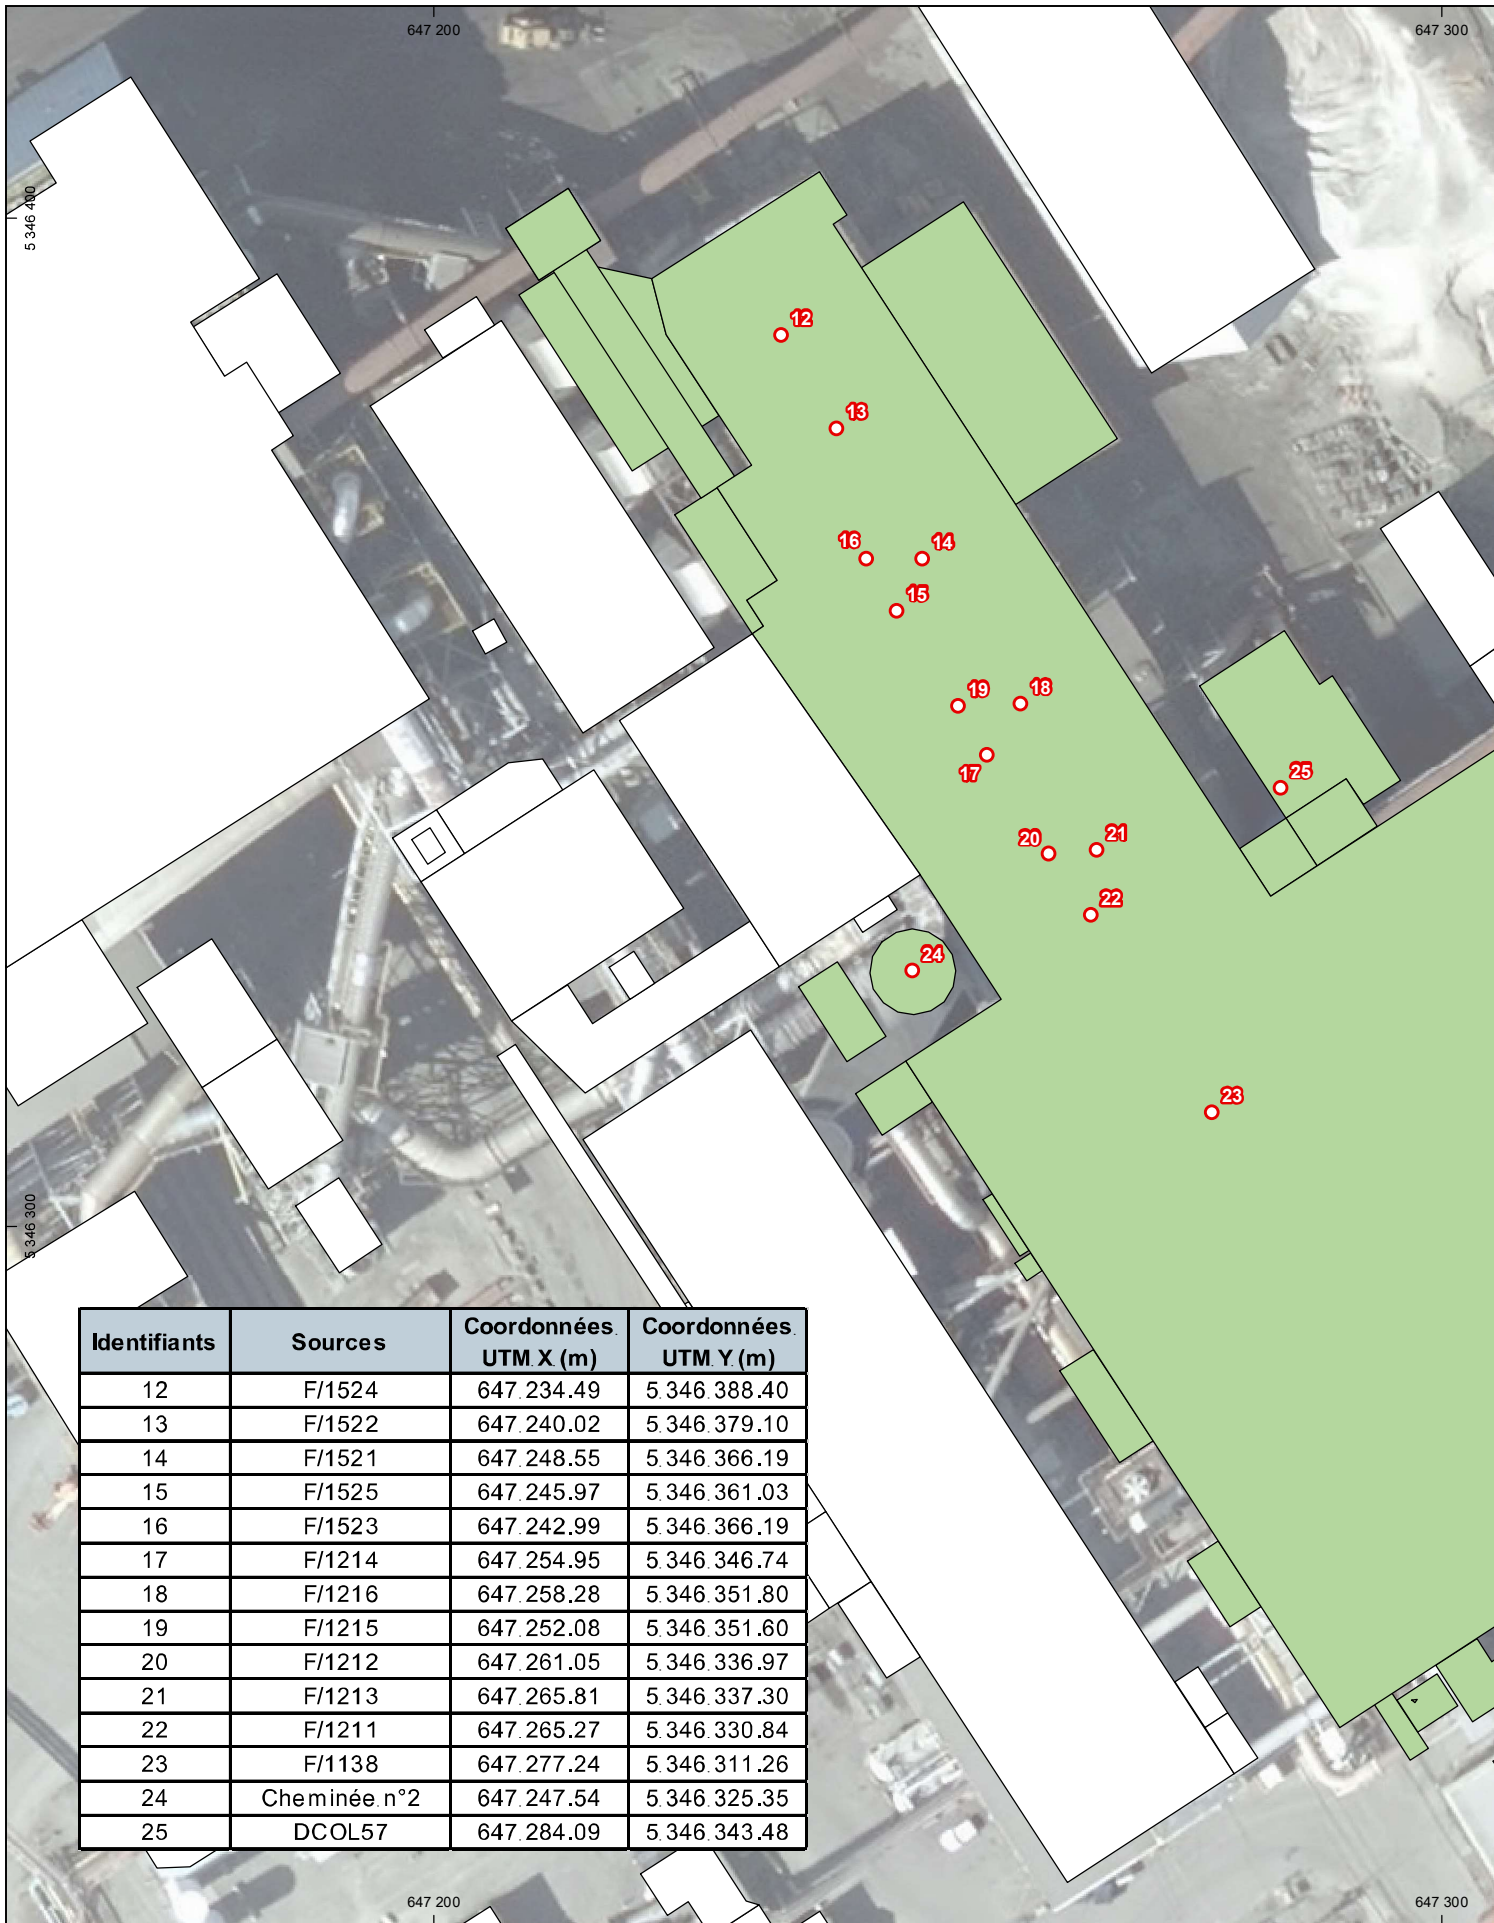 647 200
647 300
5 346 400
12
13
16
14
15
19
18
17
25
20
21
22
24
23
5 346 300
Identifiants Sources Coordonnées UTM X (m) Coordonnées UTM Y (m)
12 F/1524 647 234.49 5 346 388.40
13 F/1522 647 240.02 5 346 379.10
14 F/1521 647 248.55 5 346 366.19
15 F/1525 647 245.97 5 346 361.03
16 F/1523 647 242.99 5 346 366.19
17 F/1214 647 254.95 5 346 346.74
18 F/1216 647 258.28 5 346 351.80
19 F/1215 647 252.08 5 346 351.60
20 F/1212 647 261.05 5 346 336.97
21 F/1213 647 265.81 5 346 337.30
22 F/1211 647 265.27 5 346 330.84
23 F/1138 647 277.24 5 346 311.26
24 Cheminée n°2 647 247.54 5 346 325.35
25 DCOL57 647 284.09 5 346 343.48
647 200
647 300